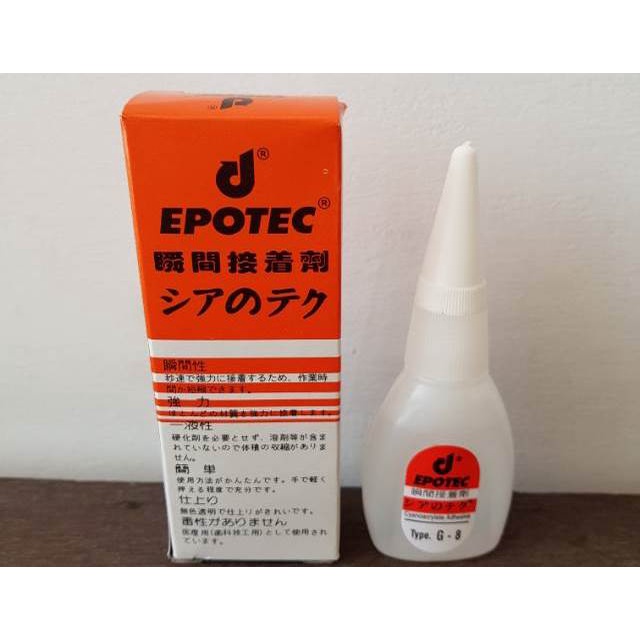 EPOTEC®
瞬間接着劑
シアのテク
瞬間性
秒速で強力に接着するため、作業時
間が短縮できます。
強 力
ほとんどの材質を強力に接着します。
一液性
硬化剤を必要とせず、溶剤等が含ま
れていないので体積の収縮がありま
せん。
簡 単
使用方法がかんたんです。手で軽く
押える程度で充分です。
仕上り
無色透明で仕上りがきれいです。
毒性がありません
医療用(歯科技工用)として使用され
ています。
EPOTEC
瞬間接着劑
シアのテク
Cyanoacrylate Adhesive
Type. G - 8